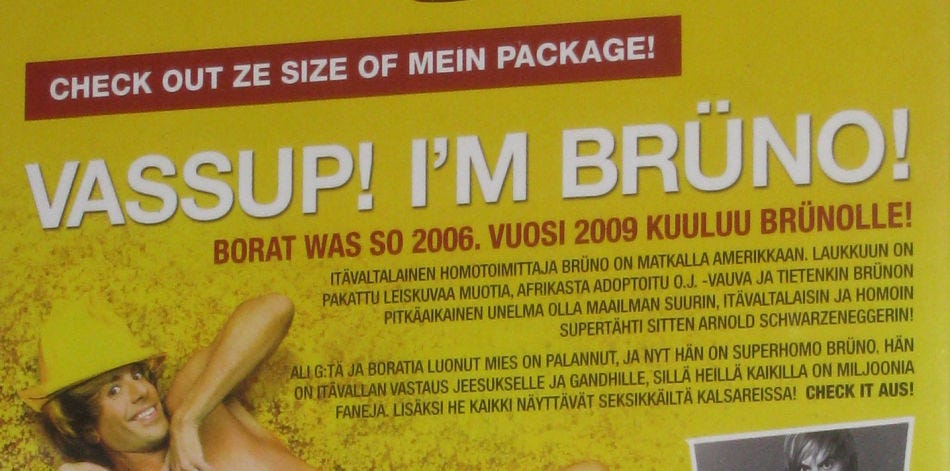 CHECK OUT ZE SIZE OF MEIN PACKAGE!
VASSUP! I'M BRÜNO!
BORAT WAS SO 2006. VUOSI 2009 KUULUU BRÜNOLLE!
ITÄVALTALAINEN HOMOTOIMITTAJA BRÜNO ON MATKALLA AMERIKKAAN. LAUKKUUN ON
PAKATTU LEISKUVAA MUOTIA, AFRIKASTA ADOPTOITU O.J. -VAUVA JA TIETENKIN BRÜNON
PITKÄAIKAINEN UNELMA OLLA MAAILMAN SUURIN, ITÄVALTALAISIN JA HOMOIN
SUPERTÄHTI SITTEN ARNOLD SCHWARZENEGGERIN!
ALI G:TÄ JA BORATIA LUONUT MIES ON PALANNUT, JA NYT HÄN ON SUPERHOMO BRÜNO. HÄN
ON ITÄVALLAN VASTAUS JEESUKSELLE JA GANDHILLE, SILLÄ HEILLÄ KAIKILLA ON MILJOONIA
FANEJA. LISÄKSI HE KAIKKI NÄYTTÄVÄT SEKSIKKÄILTÄ KALSAREISSA! CHECK IT AUS!